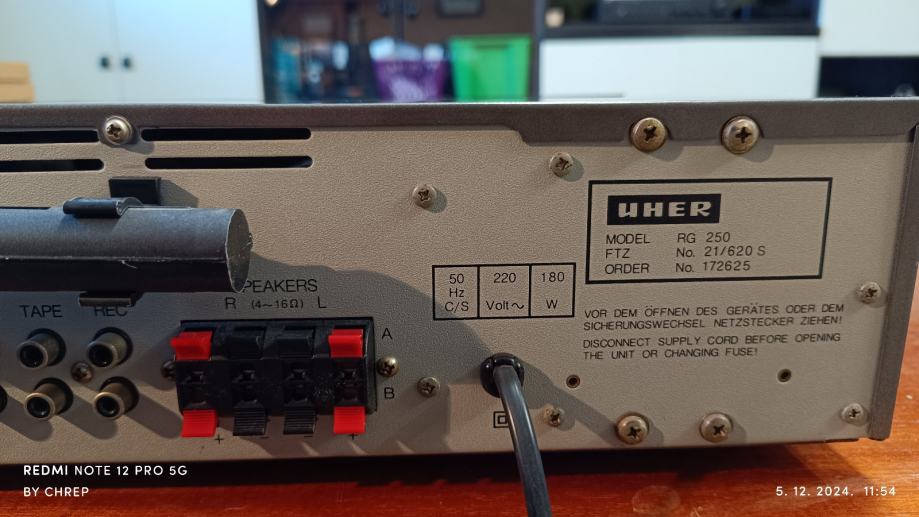 UHER
MODEL RG 250
FTZ No. 21/620 S
ORDER No. 172625
50 Hz C/S
220 Volt~
180 W
SPEAKERS
R (4~16Ω) L
TAPE REC
A
B
+ - - +
VOR DEM ÖFFNEN DES GERÄTES ODER DEM
SICHERUNGSWECHSEL NETZSTECKER ZIEHEN!
DISCONNECT SUPPLY CORD BEFORE OPENING
THE UNIT OR CHANGING FUSE!
REDMI NOTE 12 PRO 5G
BY CHREP
5. 12. 2024. 11:54